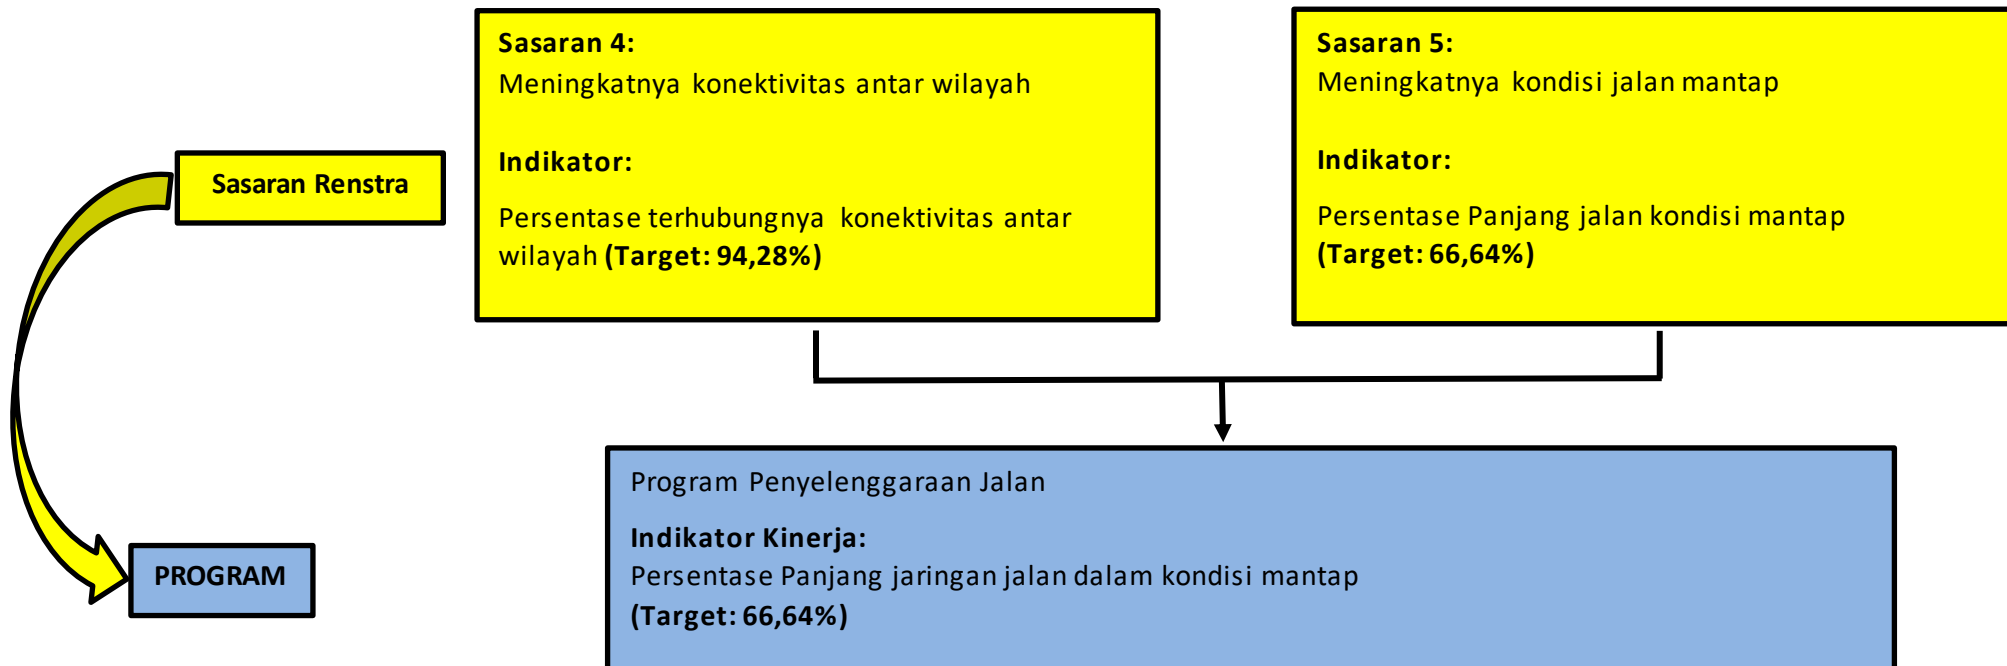 Sasaran 4:
Meningkatnya konektivitas antar wilayah
Indikator:
Persentase terhubungnya konektivitas antar
wilayah (Target: 94,28%)
Sasaran 5:
Meningkatnya kondisi jalan mantap
Indikator:
Persentase Panjang jalan kondisi mantap
(Target: 66,64%)
Sasaran Renstra
Program Penyelenggaraan Jalan
Indikator Kinerja:
Persentase Panjang jaringan jalan dalam kondisi mantap
(Target: 66,64%)
PROGRAM